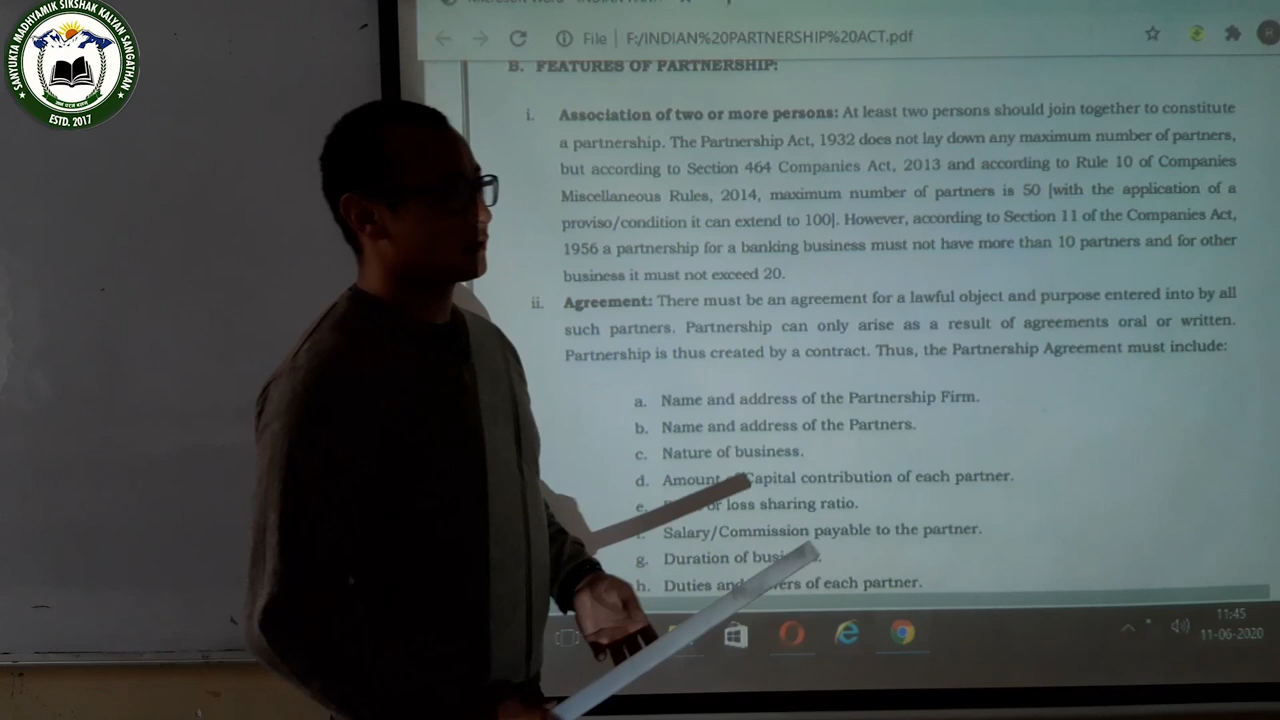 SANYUKTA MADHYAMIK SIKSHAK KALYAN SANGATHAN
ESTD. 2017
File | F:/INDIAN%20PARTNERSHIP%20ACT.pdf
B. FEATURES OF PARTNERSHIP:
i. Association of two or more persons: At least two persons should join together to constitute
a partnership. The Partnership Act, 1932 does not lay down any maximum number of partners,
but according to Section 464 Companies Act, 2013 and according to Rule 10 of Companies
Miscellaneous Rules, 2014, maximum number of partners is 50 [with the application of a
proviso/condition it can extend to 100]. However, according to Section 11 of the Companies Act,
1956 a partnership for a banking business must not have more than 10 partners and for other
business it must not exceed 20.
ii. Agreement: There must be an agreement for a lawful object and purpose entered into by all
such partners. Partnership can only arise as a result of agreements oral or written.
Partnership is thus created by a contract. Thus, the Partnership Agreement must include:
a. Name and address of the Partnership Firm.
b. Name and address of the Partners.
c. Nature of business.
d. Amount Capital contribution of each partner.
e. or loss sharing ratio.
Salary/Commission payable to the partner.
g. Duration of
h. Duties and of each partner.
11:45
11-06-2020